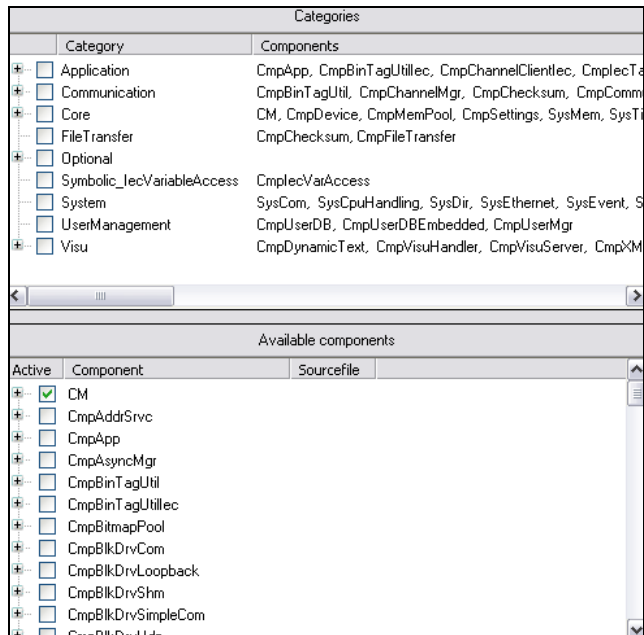 Categories
Category Components
Application CmpApp, CmpBinTagUtilIec, CmpChannelClientIec, CmpIecTa
Communication CmpBinTagUtil, CmpChannelMgr, CmpChecksum, CmpComm
Core CM, CmpDevice, CmpMemPool, CmpSettings, SysMem, SysTi
FileTransfer CmpChecksum, CmpFileTransfer
Optional
Symbolic_IecVariableAccess CmpIecVarAccess
System SysCom, SysCpuHandling, SysDir, SysEthernet, SysEvent, S
UserManagement CmpUserDB, CmpUserDBEmbedded, CmpUserMgr
Visu CmpDynamicText, CmpVisuHandler, CmpVisuServer, CmpXM
Available components
Active Component Sourcefile
CM
CmpAddrSrvc
CmpApp
CmpAsyncMgr
CmpBinTagUtil
CmpBinTagUtilIec
CmpBitmapPool
CmpBlkDrvCom
CmpBlkDrvLoopback
CmpBlkDrvShm
CmpBlkDrvSimpleCom